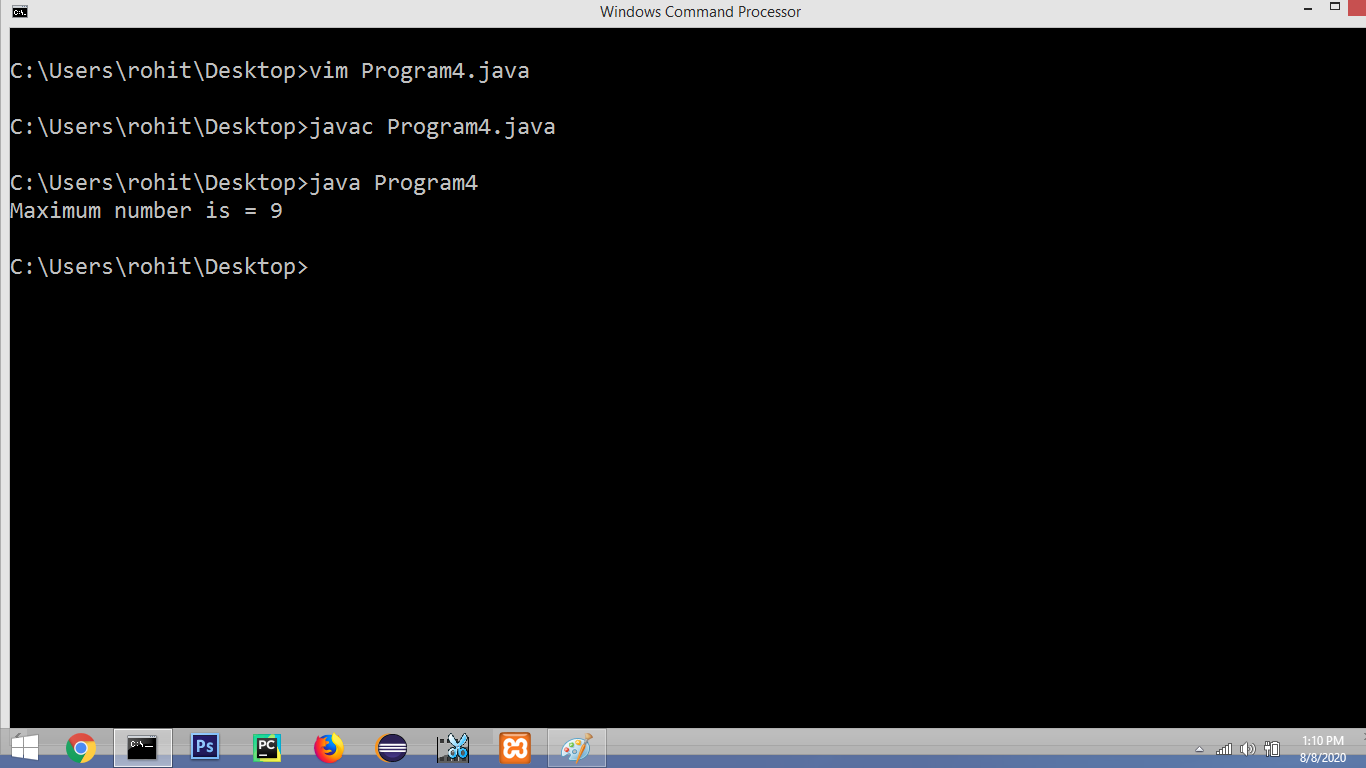 Windows Command Processor
C:\Users\rohit\Desktop>vim Program4.java
C:\Users\rohit\Desktop>javac Program4.java
C:\Users\rohit\Desktop>java Program4
Maximum number is = 9
C:\Users\rohit\Desktop>
Ps
PC
1:10 PM
8/8/2020